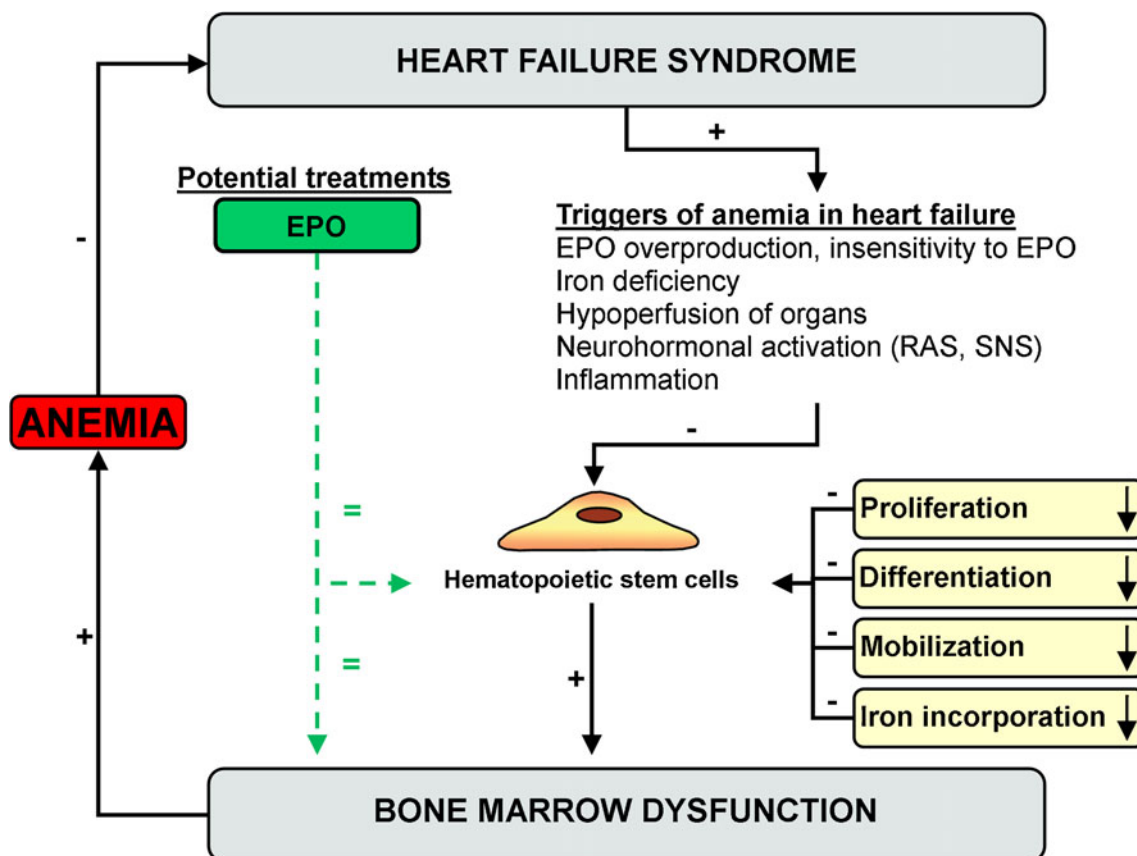 HEART FAILURE SYNDROME
+
Potential treatments
EPO
Triggers of anemia in heart failure
EPO overproduction, insensitivity to EPO
Iron deficiency
Hypoperfusion of organs
Neurohormonal activation (RAS, SNS)
Inflammation
-
ANEMIA
-
=
Hematopoietic stem cells
- Proliferation ↓
- Differentiation ↓
- Mobilization ↓
- Iron incorporation ↓
+
=
+
BONE MARROW DYSFUNCTION